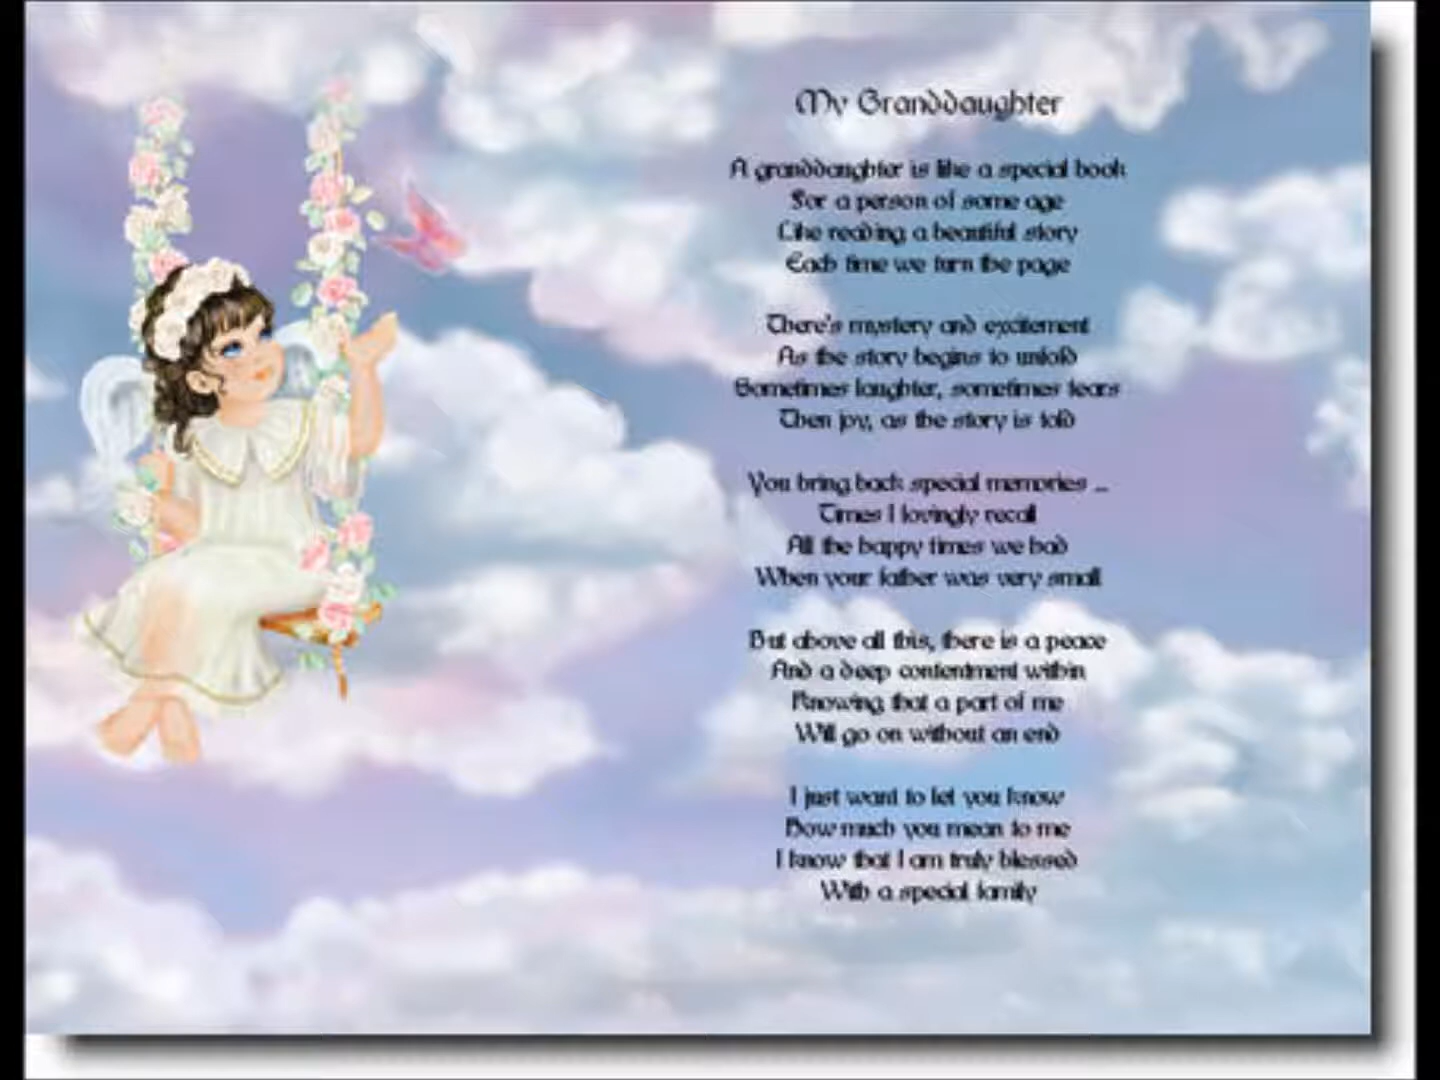 My Granddaughter
A granddaughter is like a special book
For a person of some age
Like reading a beautiful story
Each time we turn the page
There's mystery and excitement
As the story begins to unfold
Sometimes laughter, sometimes tears
Then joy, as the story is told
You bring back special memories ...
Times I lovingly recall
All the happy times we had
When your father was very small
But above all this, there is a peace
And a deep contentment within
Knowing that a part of me
Will go on without an end
I just want to let you know
How much you mean to me
I know that I am truly blessed
With a special family